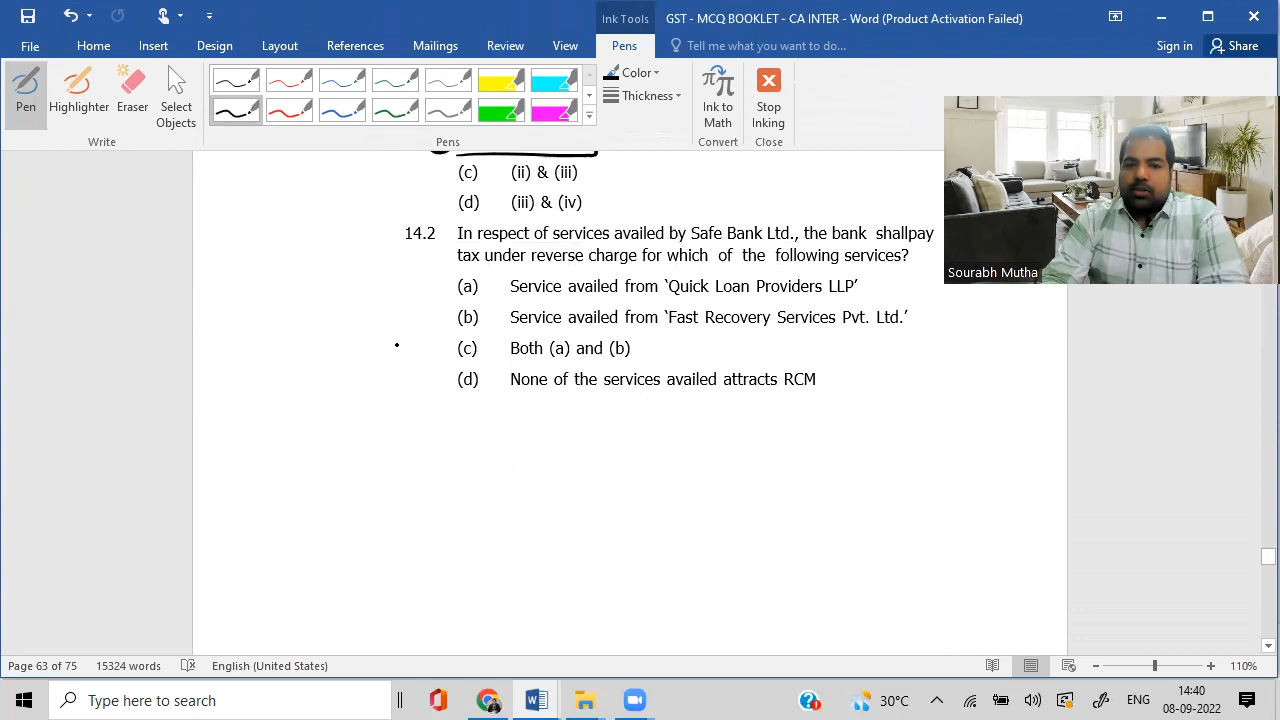 Ink Tools
GST - MCQ BOOKLET - CA INTER - Word (Product Activation Failed)
File Home Insert Design Layout References Mailings Review View Pens Tell me what you want to do... Sign in Share
Pen Highlighter Eraser Select Objects
Color
Thickness
Ink to Math
Stop Inking
Write Pens Convert Close
(c) (ii) & (iii)
(d) (iii) & (iv)
14.2 In respect of services availed by Safe Bank Ltd., the bank shallpay
tax under reverse charge for which of the following services?
(a) Service availed from ‘Quick Loan Providers LLP’
(b) Service availed from ‘Fast Recovery Services Pvt. Ltd.’
(c) Both (a) and (b)
(d) None of the services availed attracts RCM
Sourabh Mutha
Page 63 of 75 15324 words English (United States) 110%
Type here to search
30°C ENG 14:40
08-09-2022